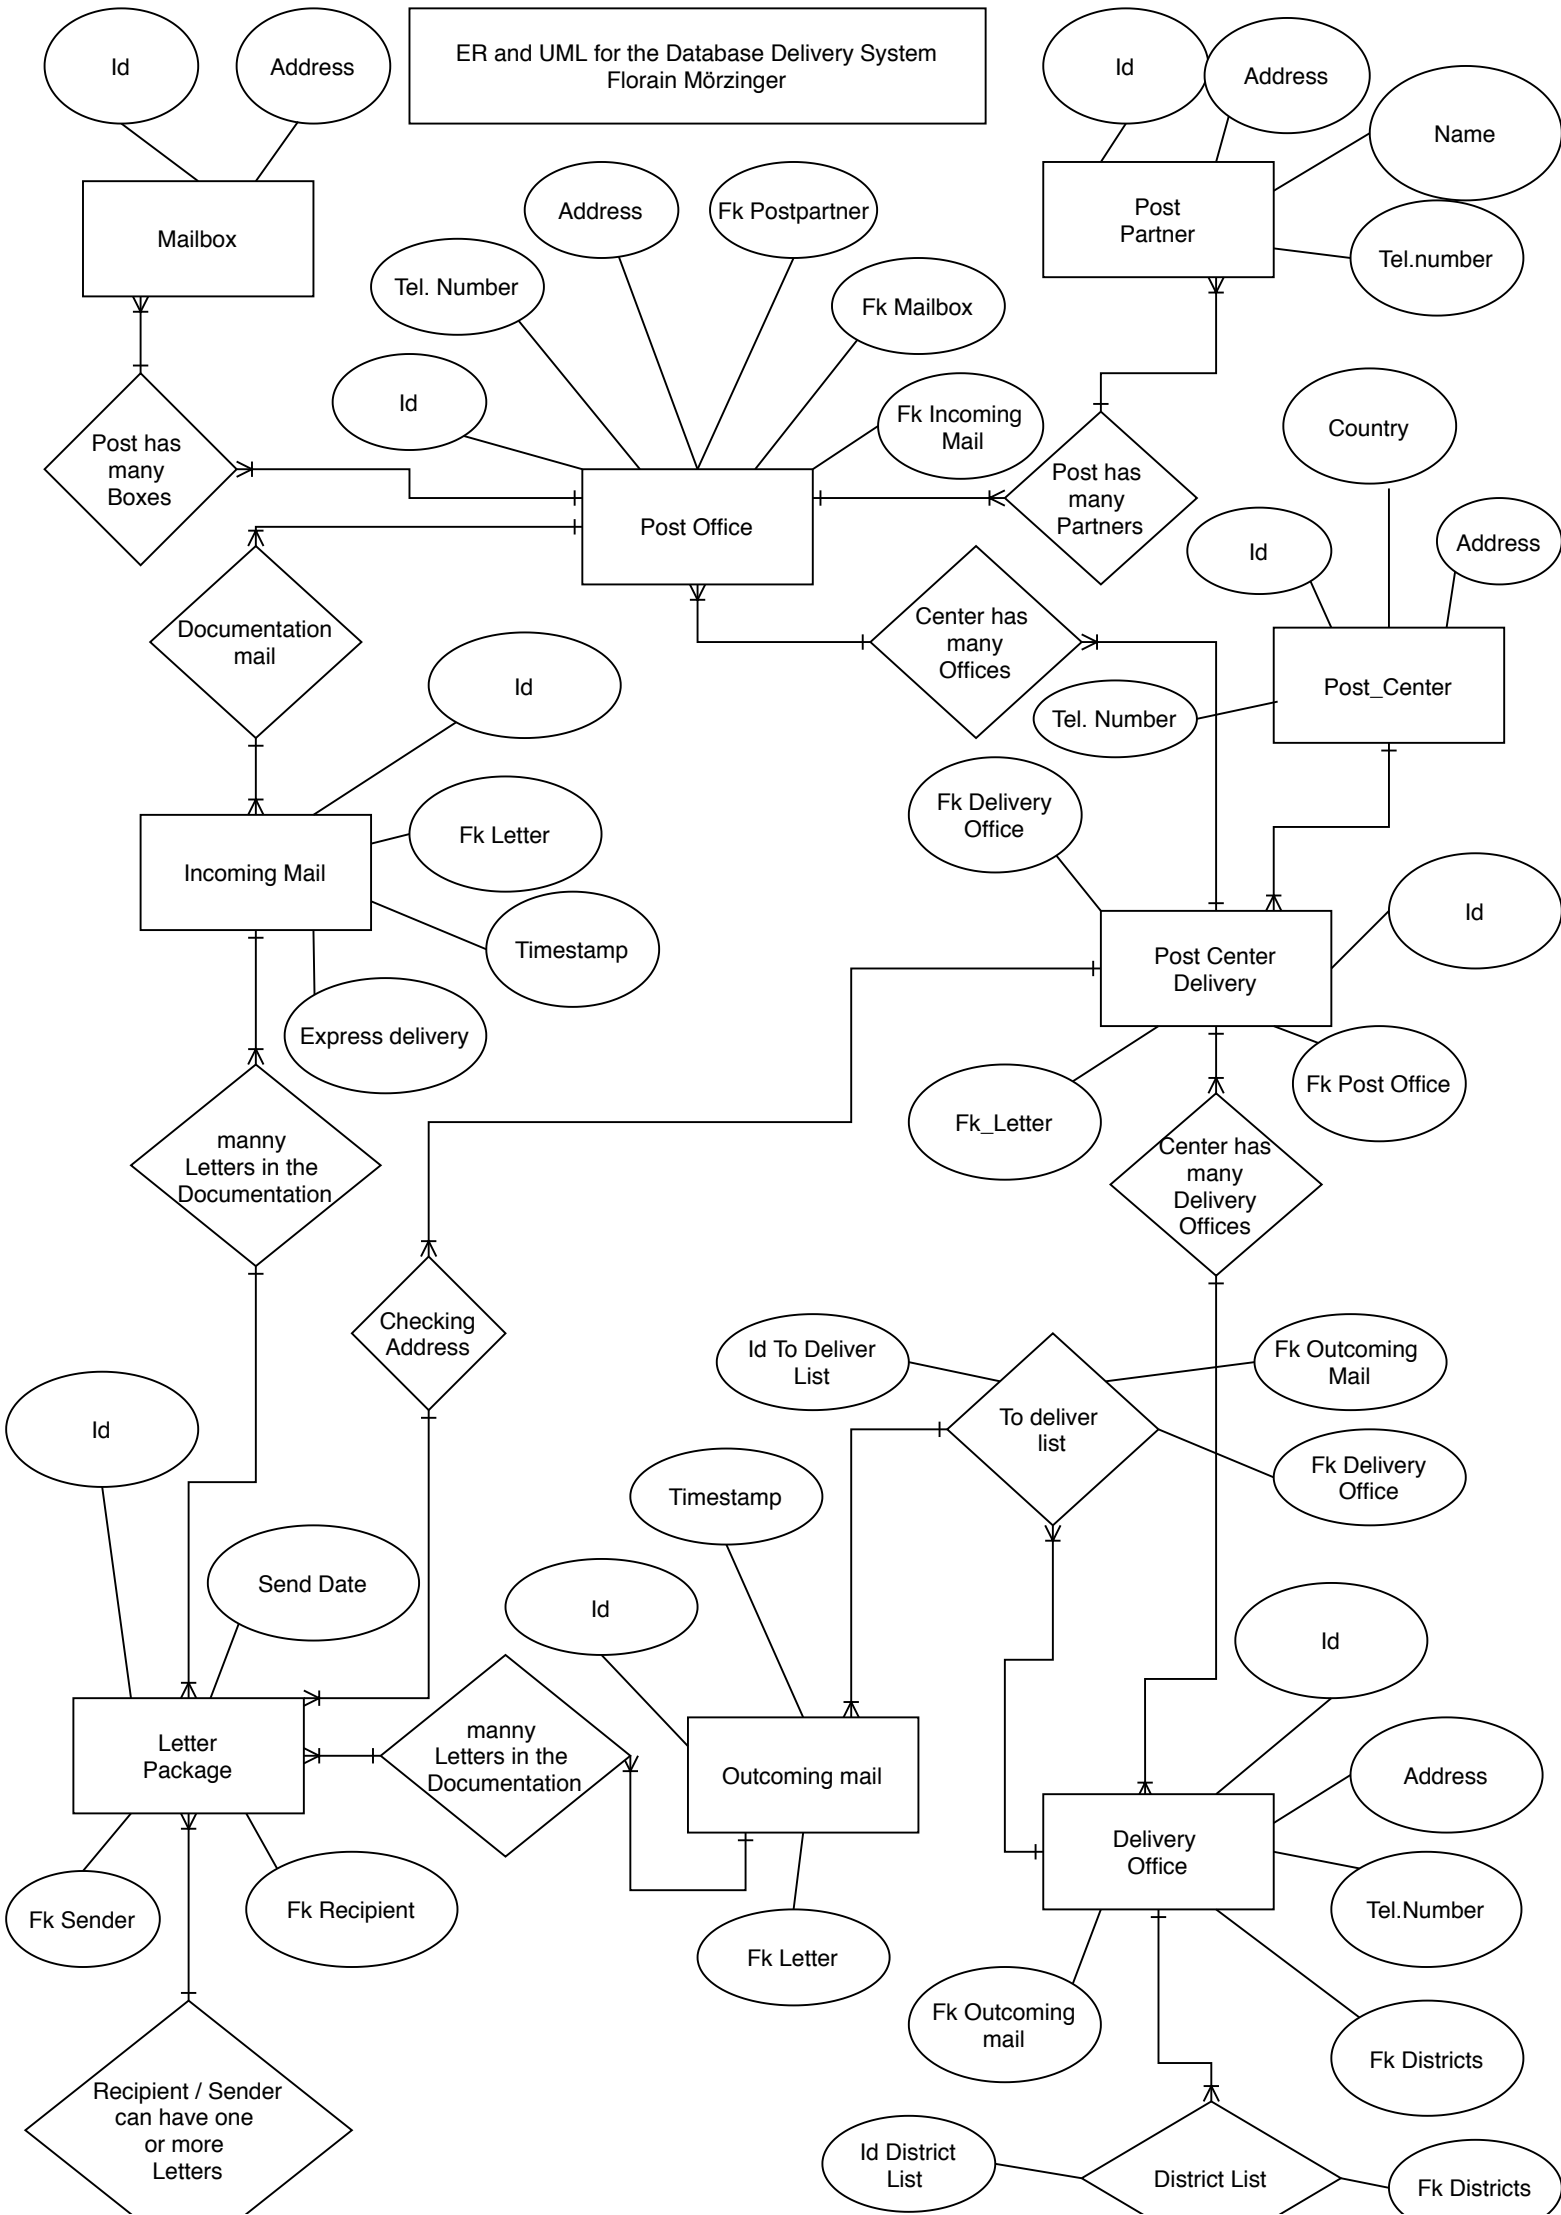 Id
Address
ER and UML for the Database Delivery System
Florain Mörzinger
Id
Address
Name
Tel.number
Post
Partner
Mailbox
Address
Fk Postpartner
Tel. Number
Fk Mailbox
Id
Fk Incoming
Mail
Country
Post has
many
Boxes
Post has
many
Partners
Post Office
Id
Address
Documentation
mail
Center has
many
Offices
Id
Post_Center
Tel. Number
Fk Delivery
Office
Fk Letter
Incoming Mail
Id
Timestamp
Post Center
Delivery
Express delivery
Fk Post Office
Fk_Letter
manny
Letters in the
Documentation
Center has
many
Delivery
Offices
Checking
Address
Id To Deliver
List
Fk Outcoming
Mail
To deliver
list
Id
Fk Delivery
Office
Timestamp
Send Date
Id
Id
Letter
Package
manny
Letters in the
Documentation
Outcoming mail
Address
Delivery
Office
Fk Sender
Fk Recipient
Tel.Number
Fk Letter
Fk Outcoming
mail
Fk Districts
Recipient / Sender
can have one
or more
Letters
Id District
List
District List
Fk Districts